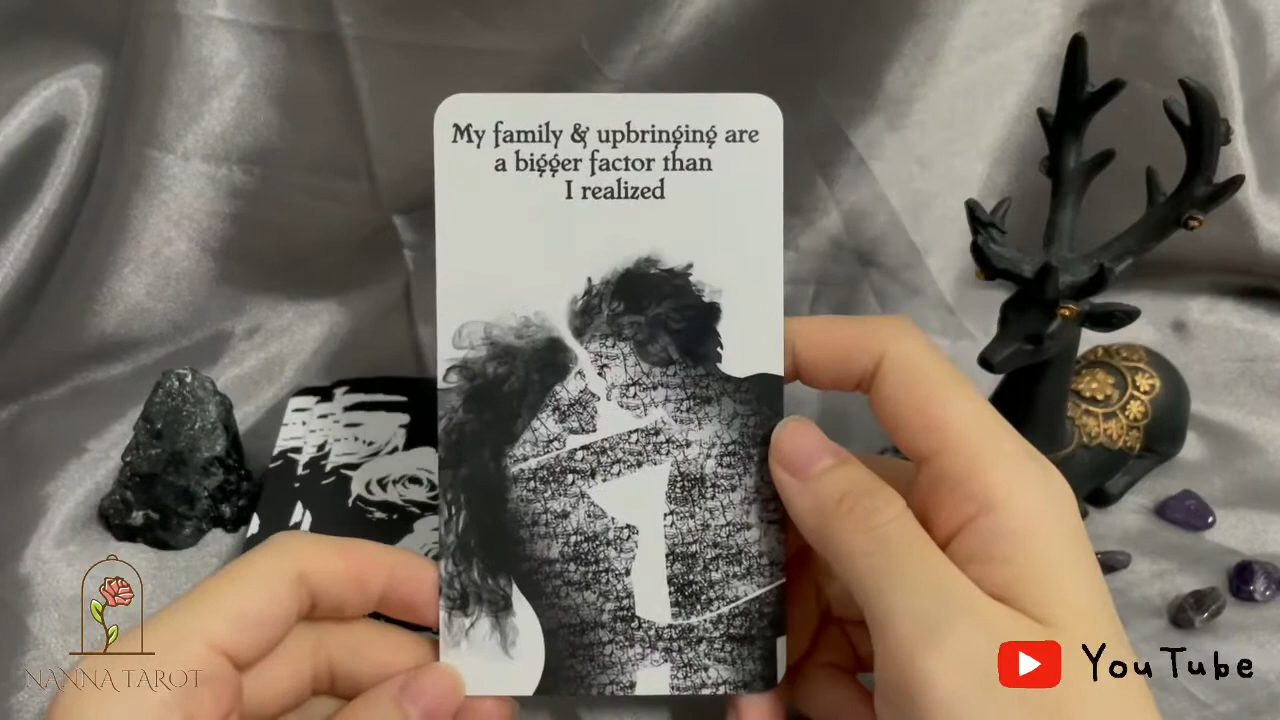 My family & upbringing are
a bigger factor than
I realized
NANNA TAROT
YouTube